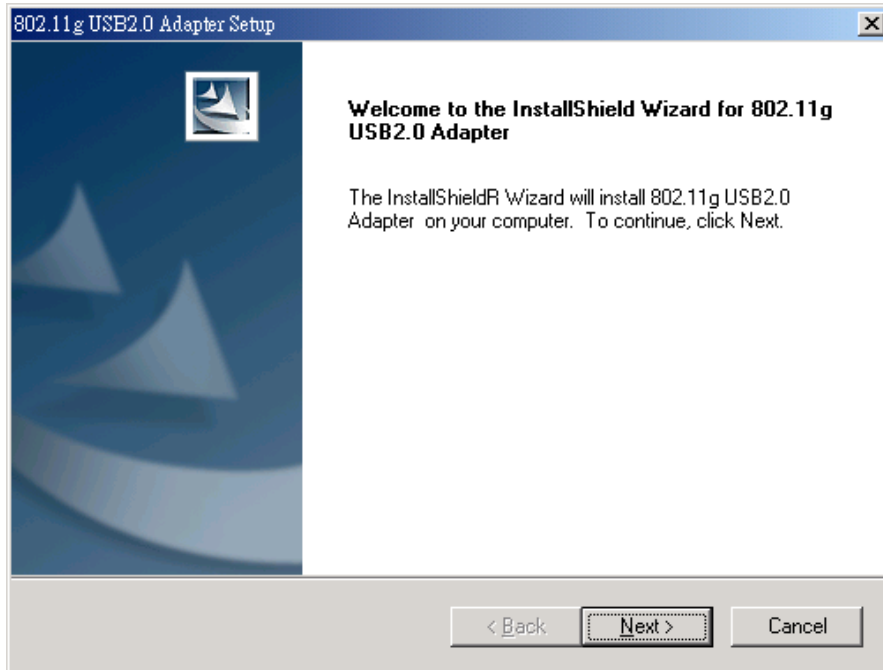 802.11g USB2.0 Adapter Setup
Welcome to the InstallShield Wizard for 802.11g
USB2.0 Adapter
The InstallShieldR Wizard will install 802.11g USB2.0
Adapter  on your computer.  To continue, click Next.
< Back
Next >
Cancel